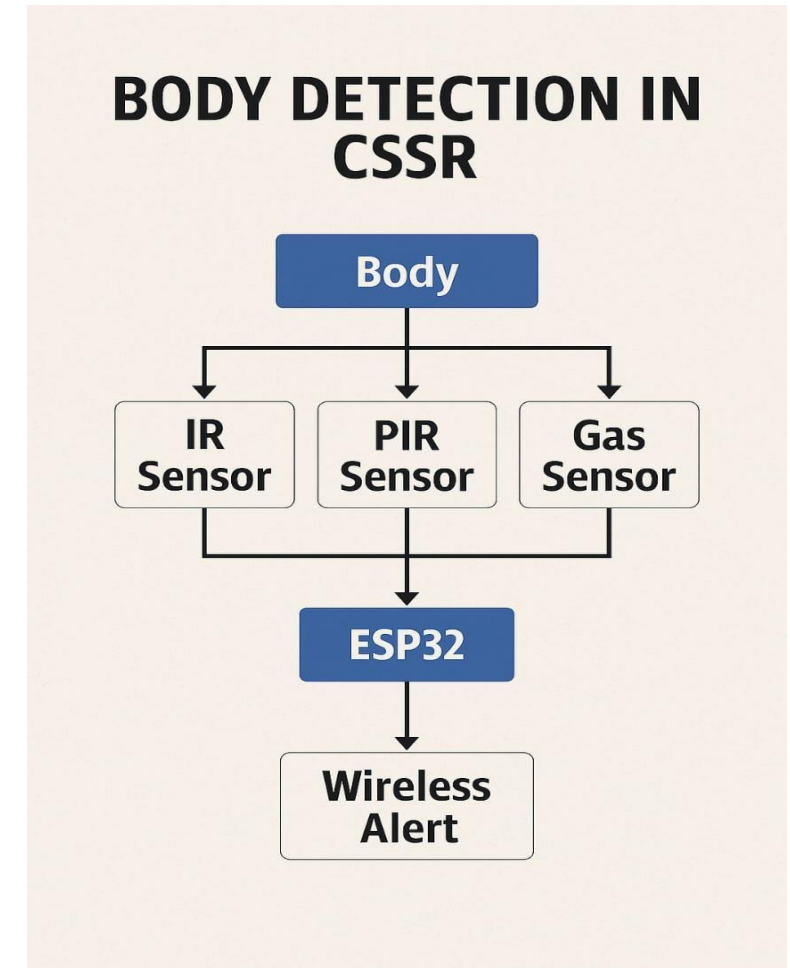 BODY DETECTION IN
CSSR
Body
IR
Sensor
PIR
Sensor
Gas
Sensor
ESP32
Wireless
Alert